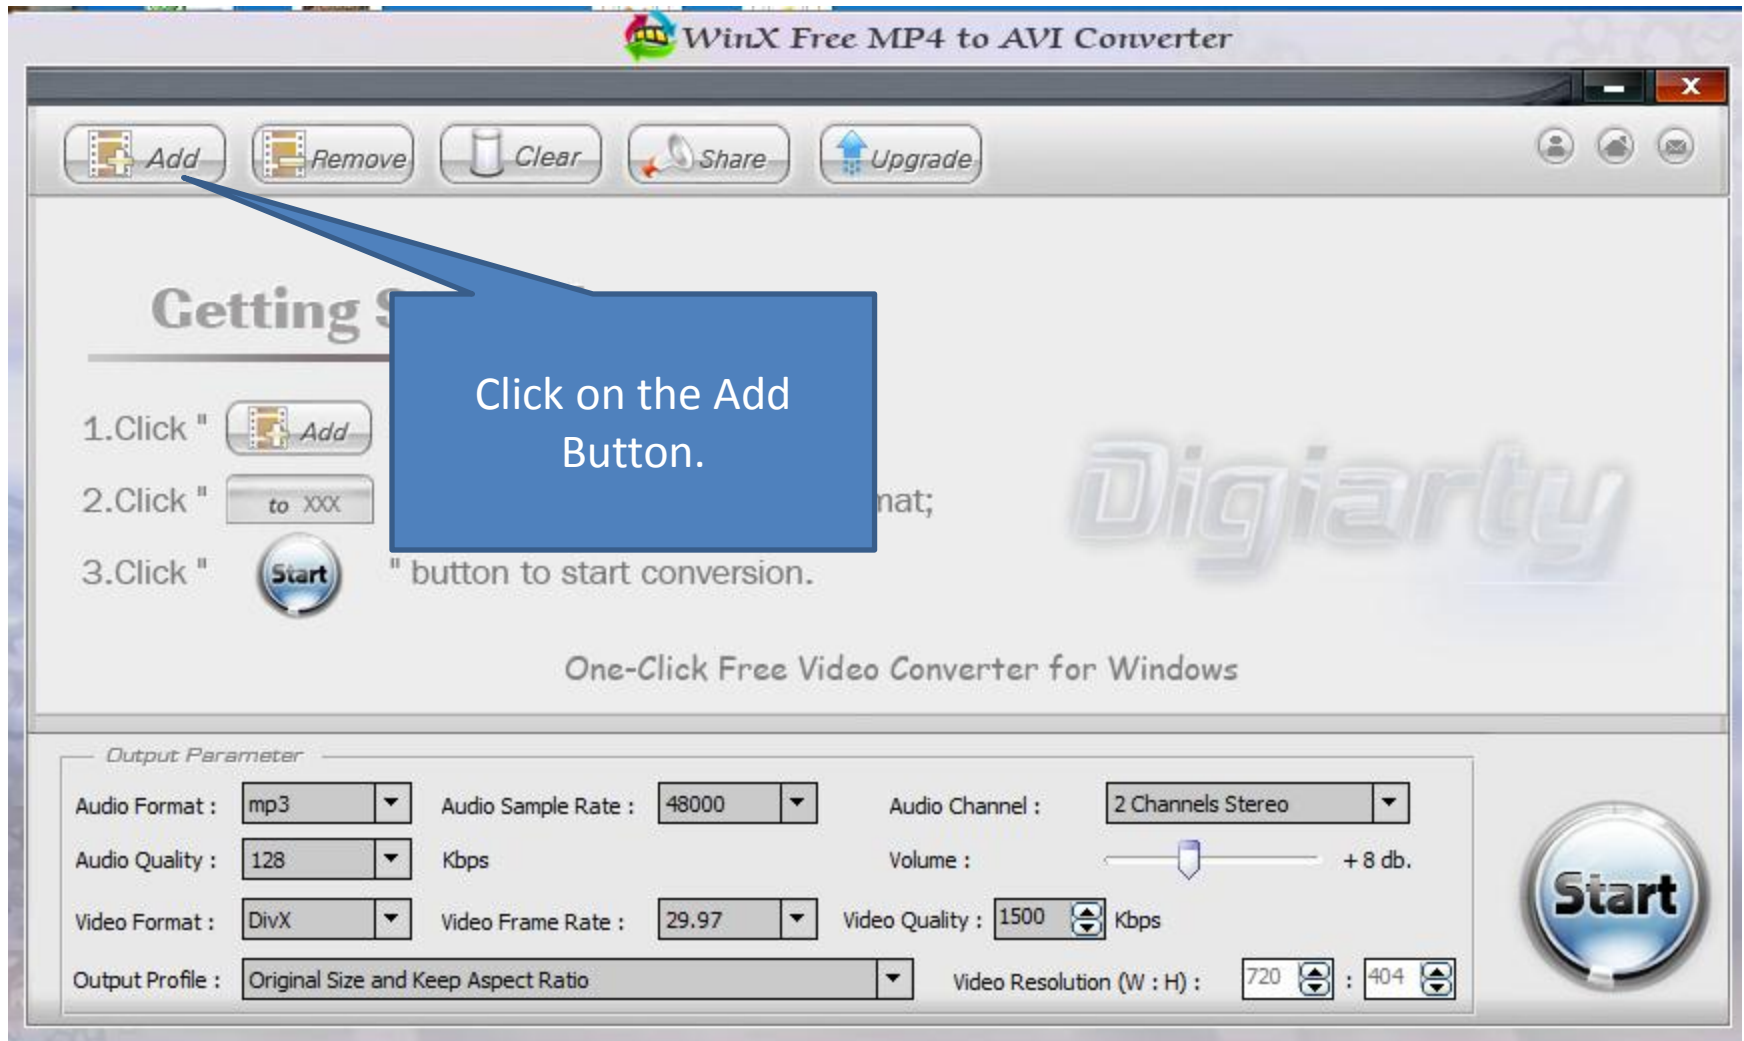 WinX Free MP4 to AVI Converter
X
Add Remove Clear Share Upgrade
Getting
Click on the Add
Button.
1.Click " Add
2.Click " to XXX
3.Click " Start " button to start conversion.
Digiarty
One-Click Free Video Converter for Windows
Output Parameter
Audio Format : mp3 Audio Sample Rate : 48000 Audio Channel : 2 Channels Stereo
Audio Quality : 128 Kbps Volume : + 8 db.
Video Format : DivX Video Frame Rate : 29.97 Video Quality : 1500 Kbps
Output Profile : Original Size and Keep Aspect Ratio Video Resolution (W : H) : 720 : 404
Start